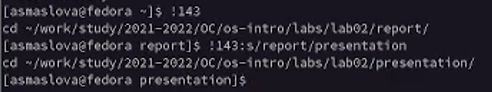 [asmaslova@fedora ~]$ !143
cd ~/work/study/2021-2022/OC/os-intro/labs/lab02/report/
[asmaslova@fedora report]$ !143:s/report/presentation
cd ~/work/study/2021-2022/OC/os-intro/labs/lab02/presentation/
[asmaslova@fedora presentation]$